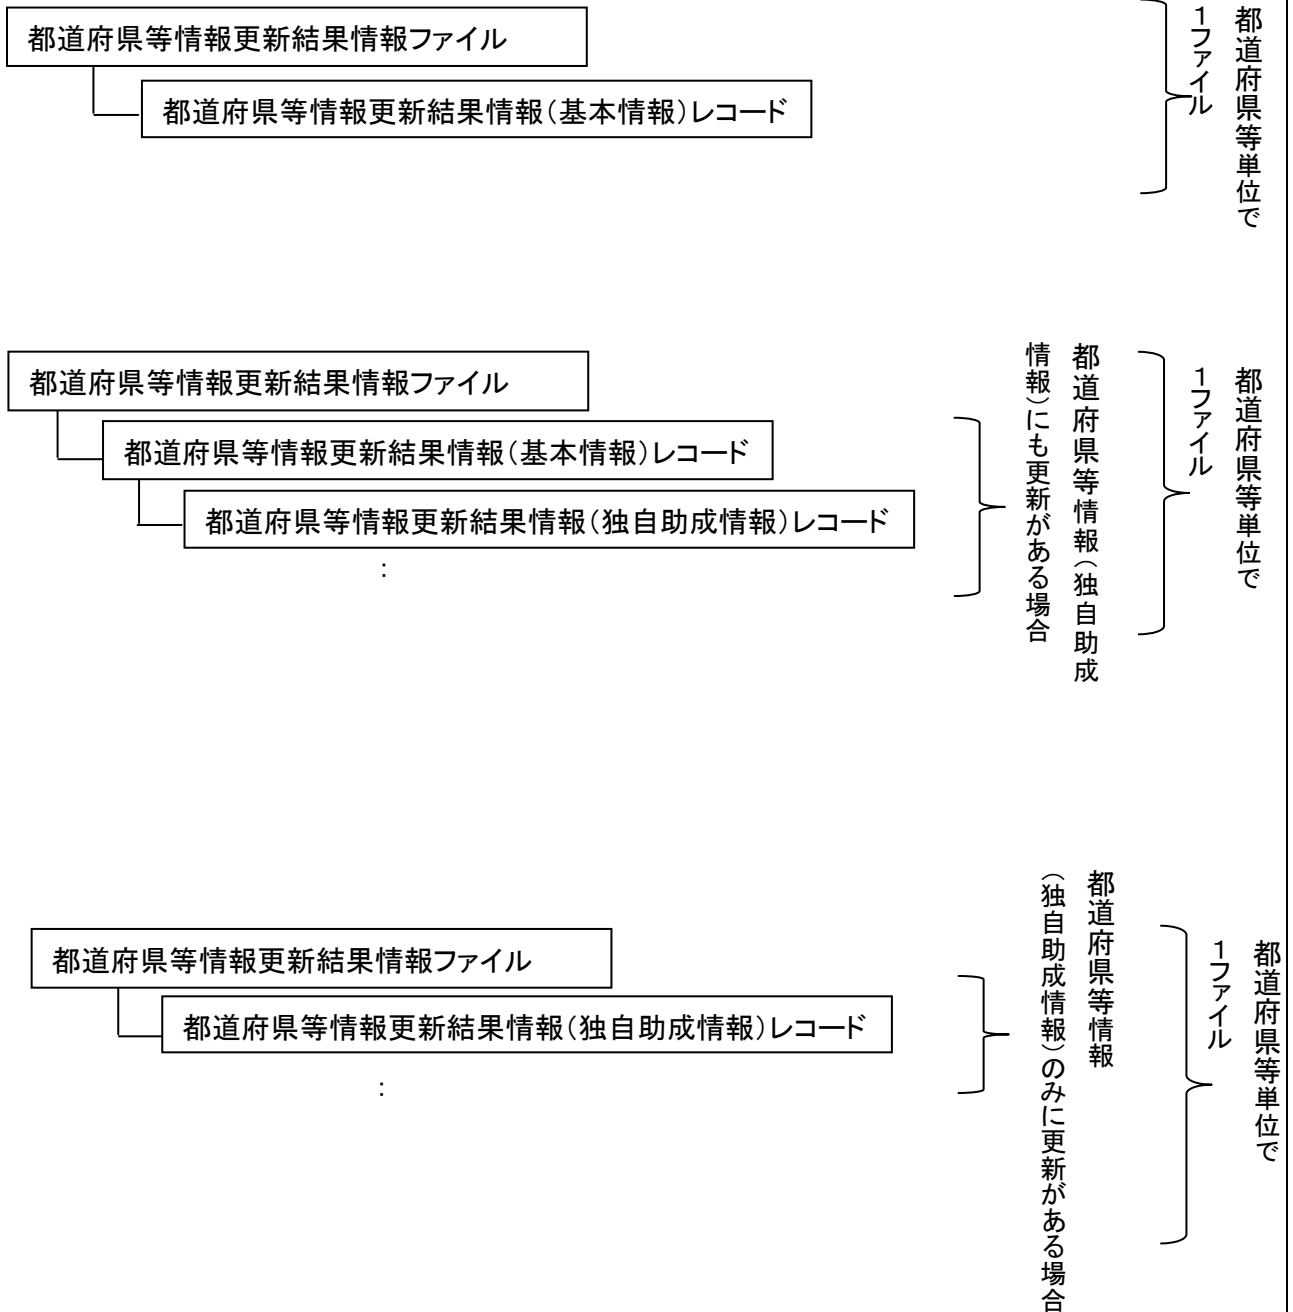 都道府県等情報更新結果情報ファイル
都道府県等情報更新結果情報（基本情報）レコード
都道府県等単位で
１ファイル
都道府県等情報更新結果情報ファイル
都道府県等情報更新結果情報（基本情報）レコード
都道府県等情報更新結果情報（独自助成情報）レコード
：
都道府県等情報（独自助成
情報）にも更新がある場合
都道府県等単位で
１ファイル
都道府県等情報更新結果情報ファイル
都道府県等情報更新結果情報（独自助成情報）レコード
：
都道府県等情報
（独自助成情報）のみに更新がある場合
都道府県等単位で
１ファイル